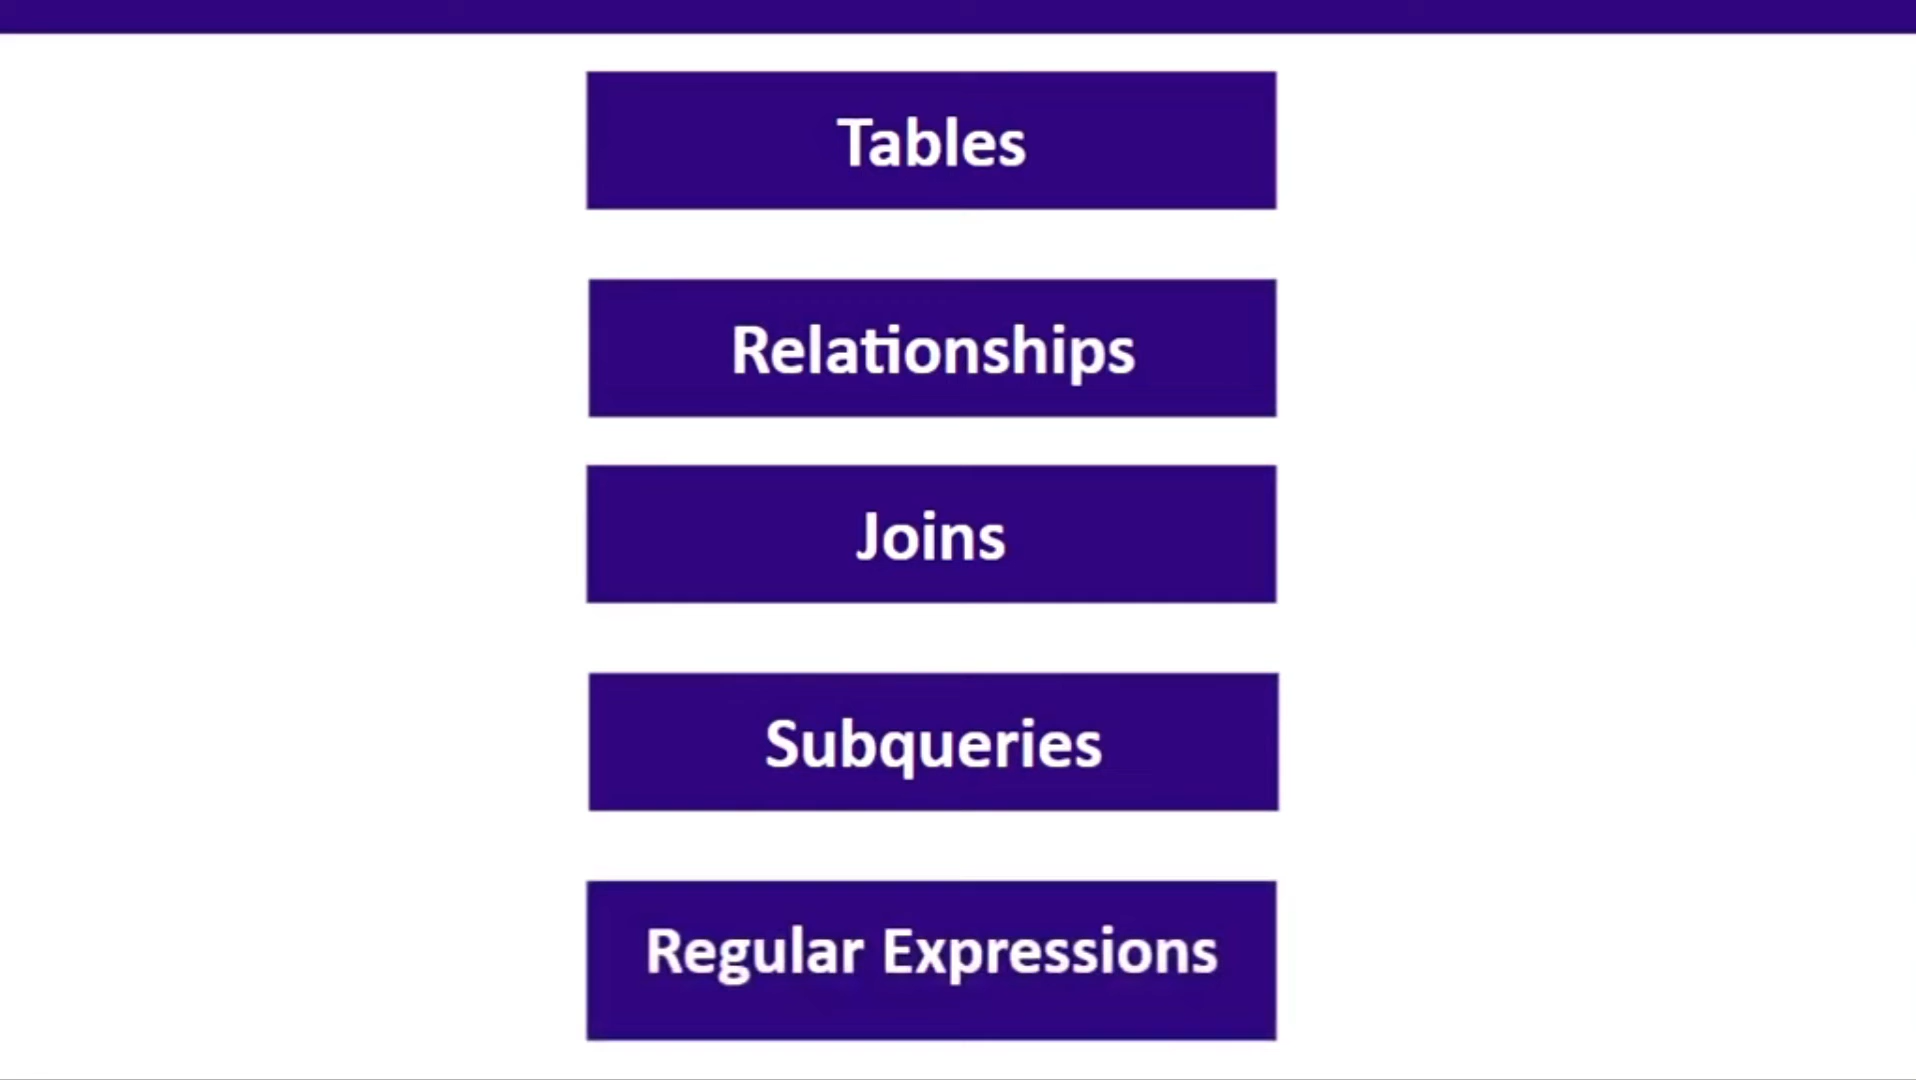 Tables
Relationships
Joins
Subqueries
Regular Expressions